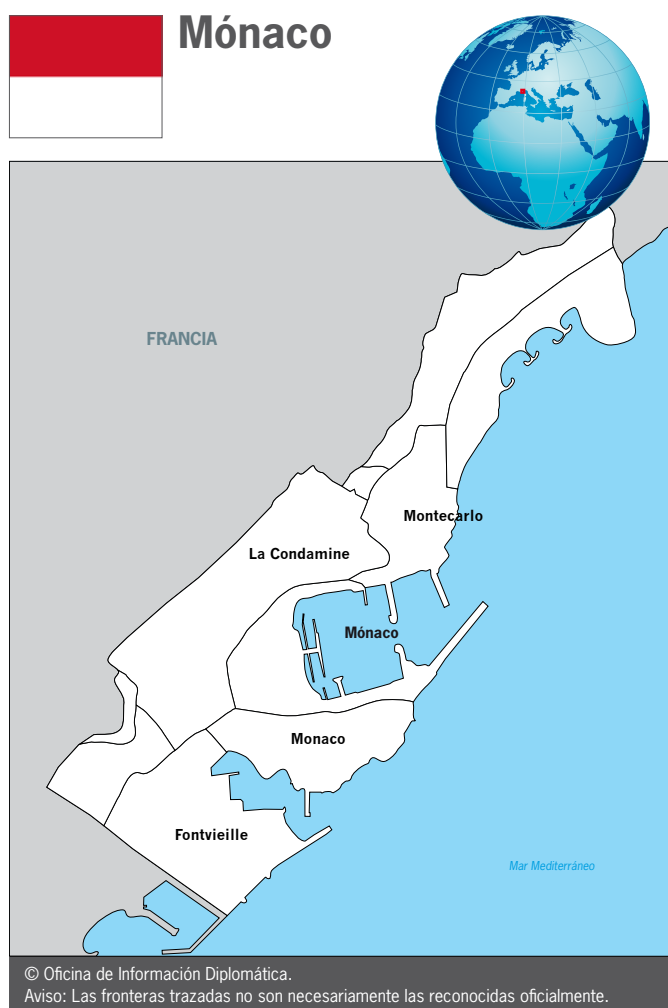 Mónaco
FRANCIA
Montecarlo
La Condamine
Mónaco
Monaco
Fontvieille
Mar Mediterráneo
© Oficina de Información Diplomática.
Aviso: Las fronteras trazadas no son necesariamente las reconocidas oficialmente.